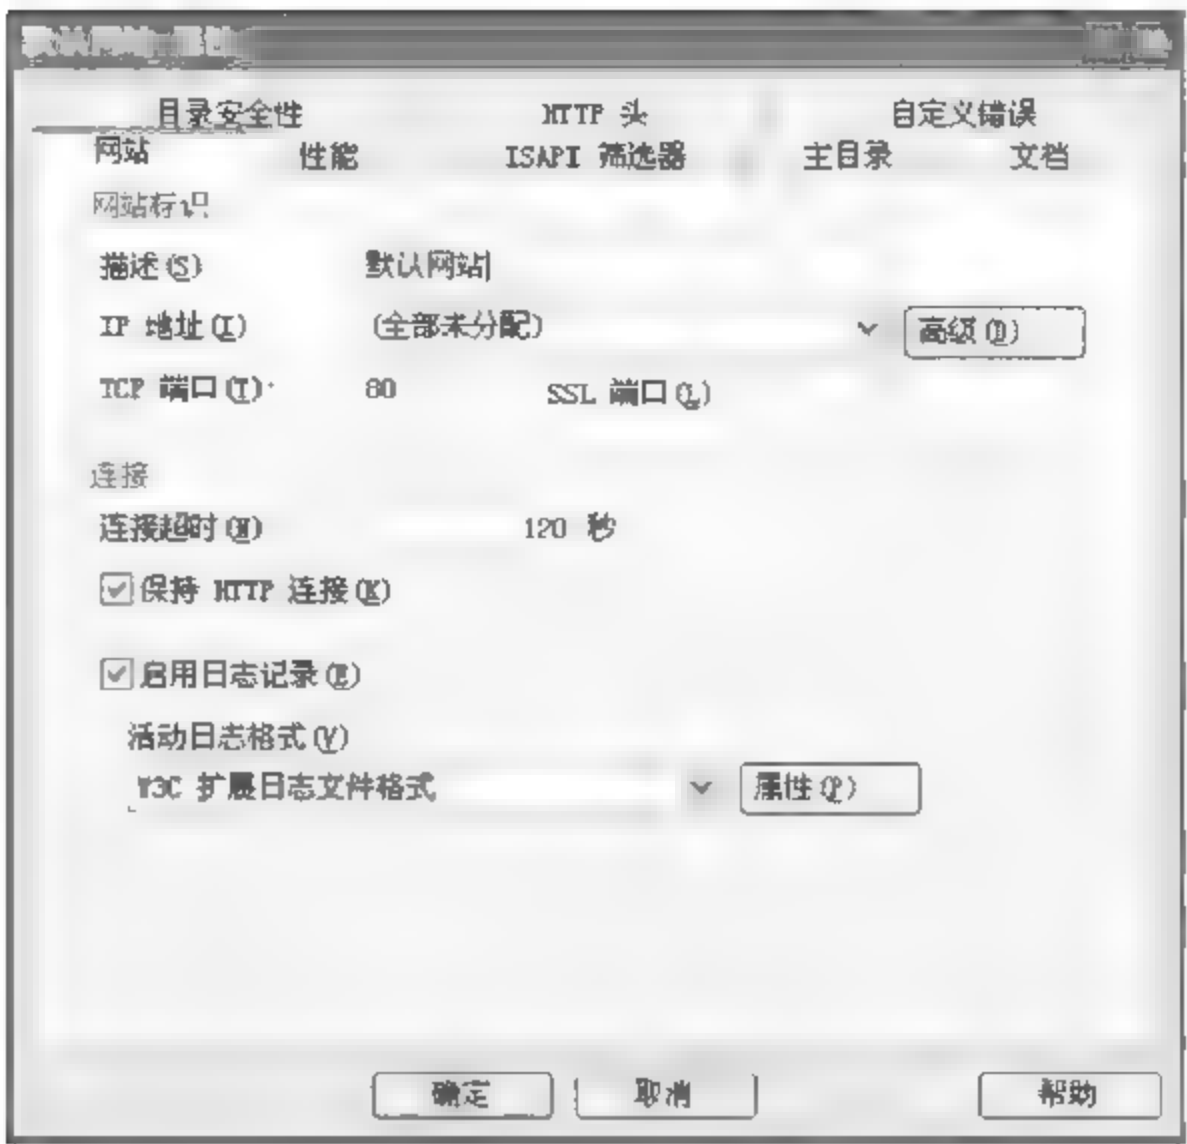 目录安全性 HTTP 头 自定义错误
网站 性能 ISAPI 筛选器 主目录 文档
网站标识
描述(S) 默认网站
IP 地址(I) (全部未分配) 高级(D)
TCP 端口(T) 80 SSL 端口(L)
连接
连接超时(N) 120 秒
保持 HTTP 连接(K)
启用日志记录(E)
活动日志格式(V)
W3C 扩展日志文件格式 属性(P)
确定 取消 帮助